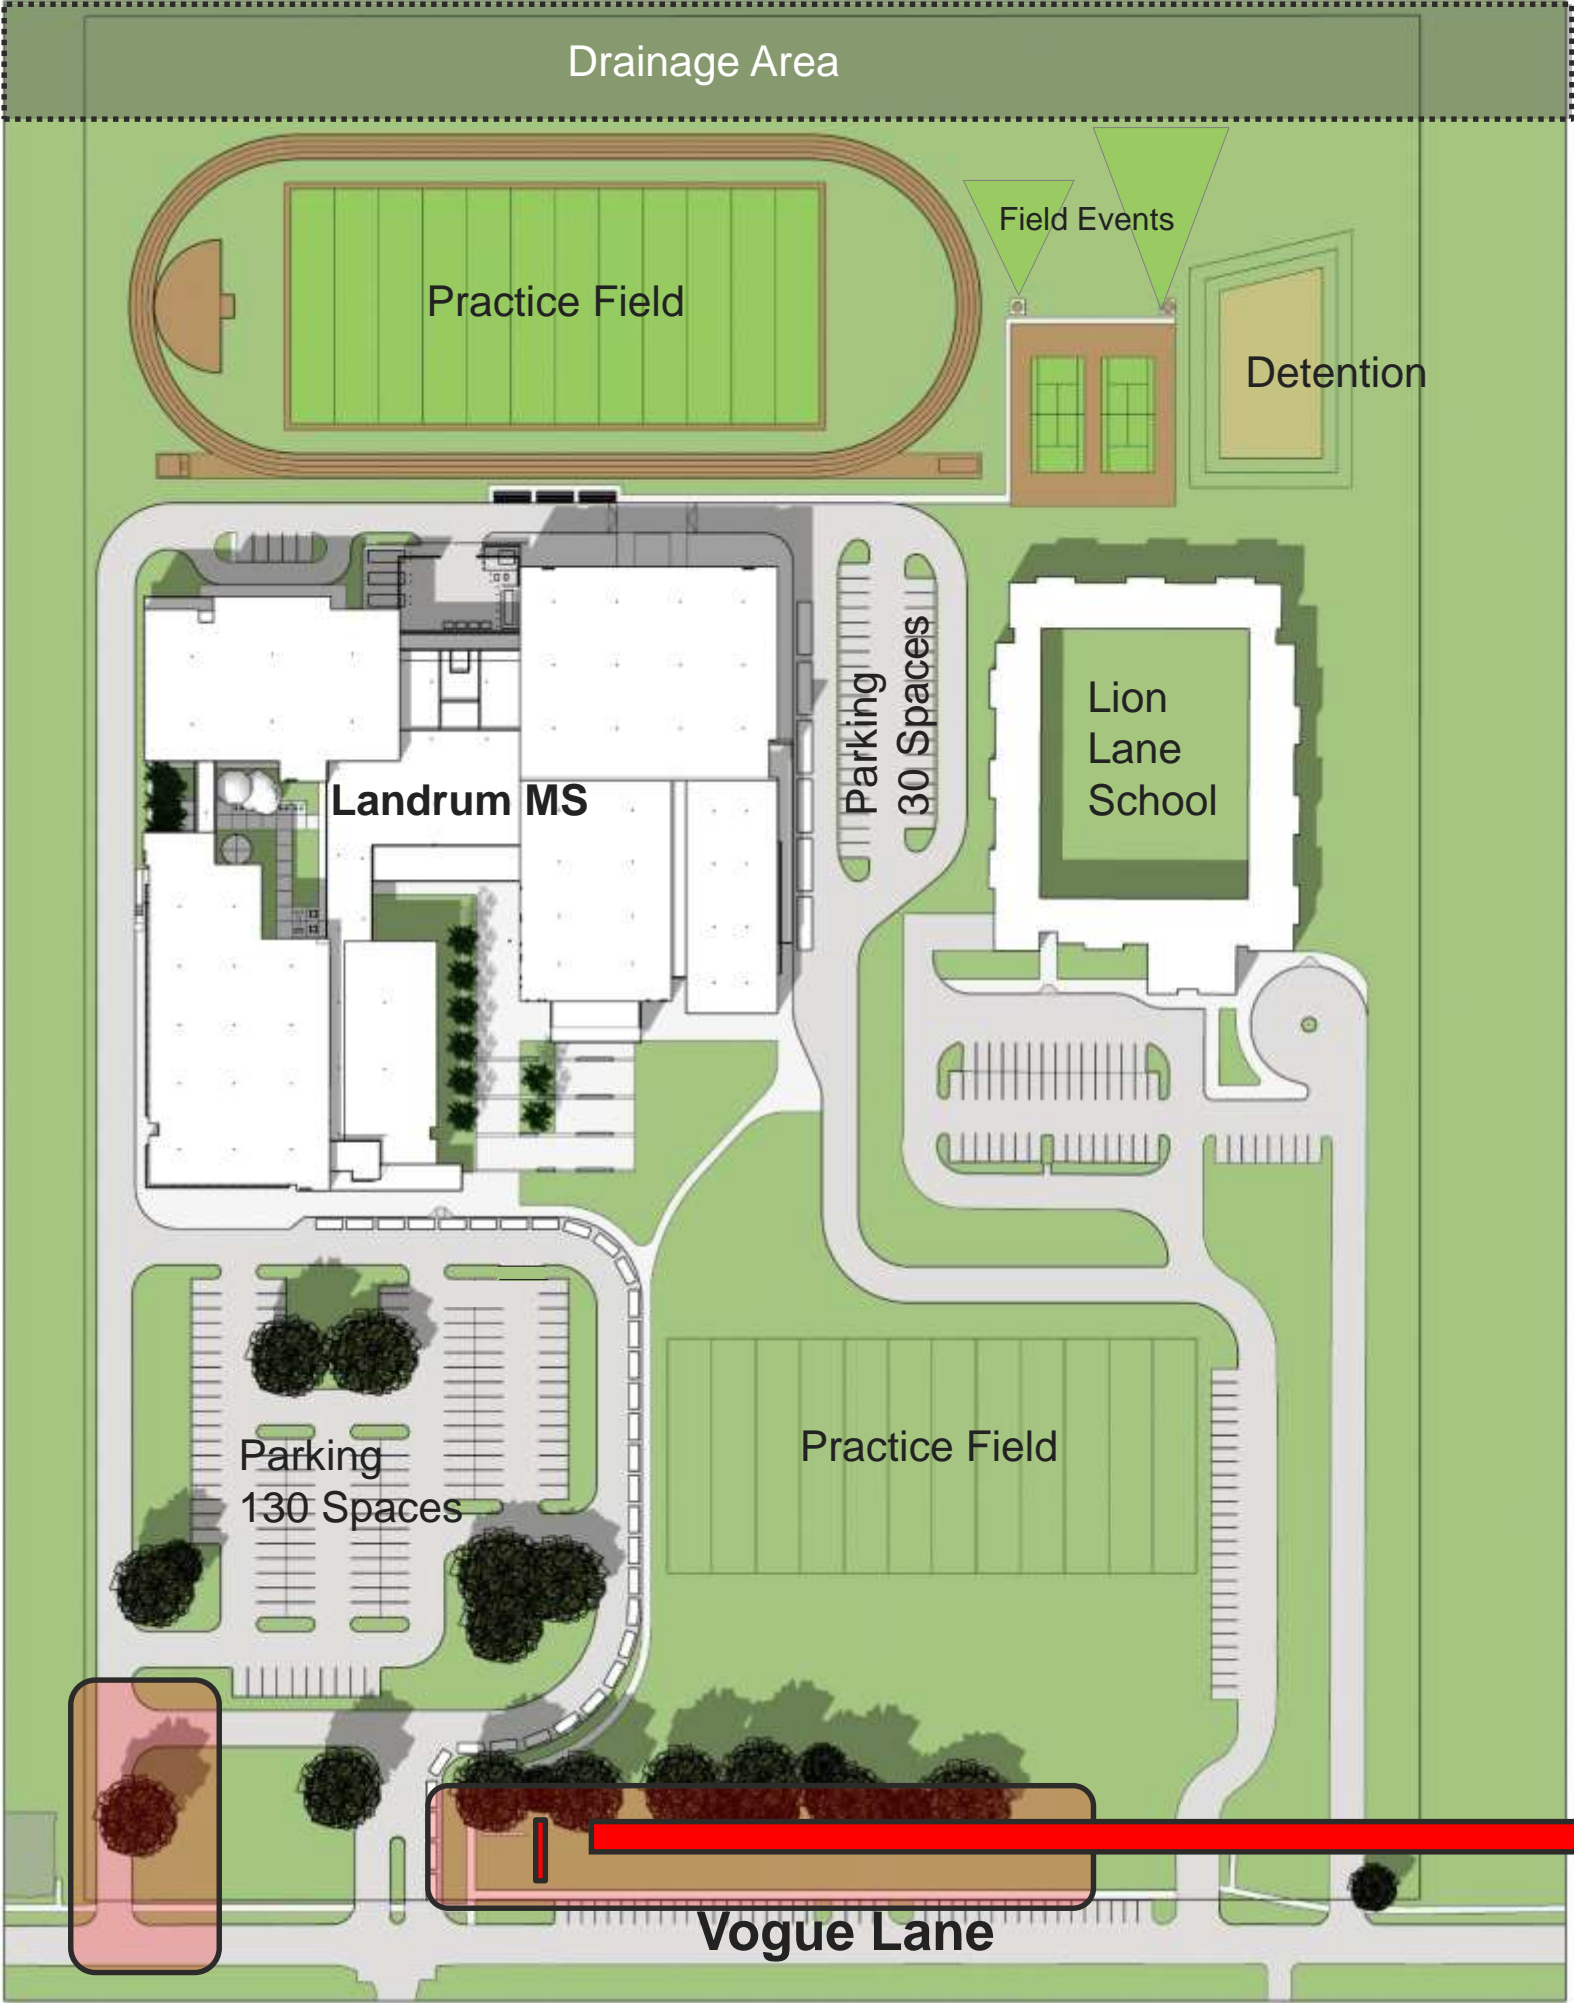 Drainage Area
Field Events
Practice Field
Detention
Parking
30 Spaces
Lion
Lane
School
Landrum MS
Practice Field
Parking
130 Spaces
Vogue Lane